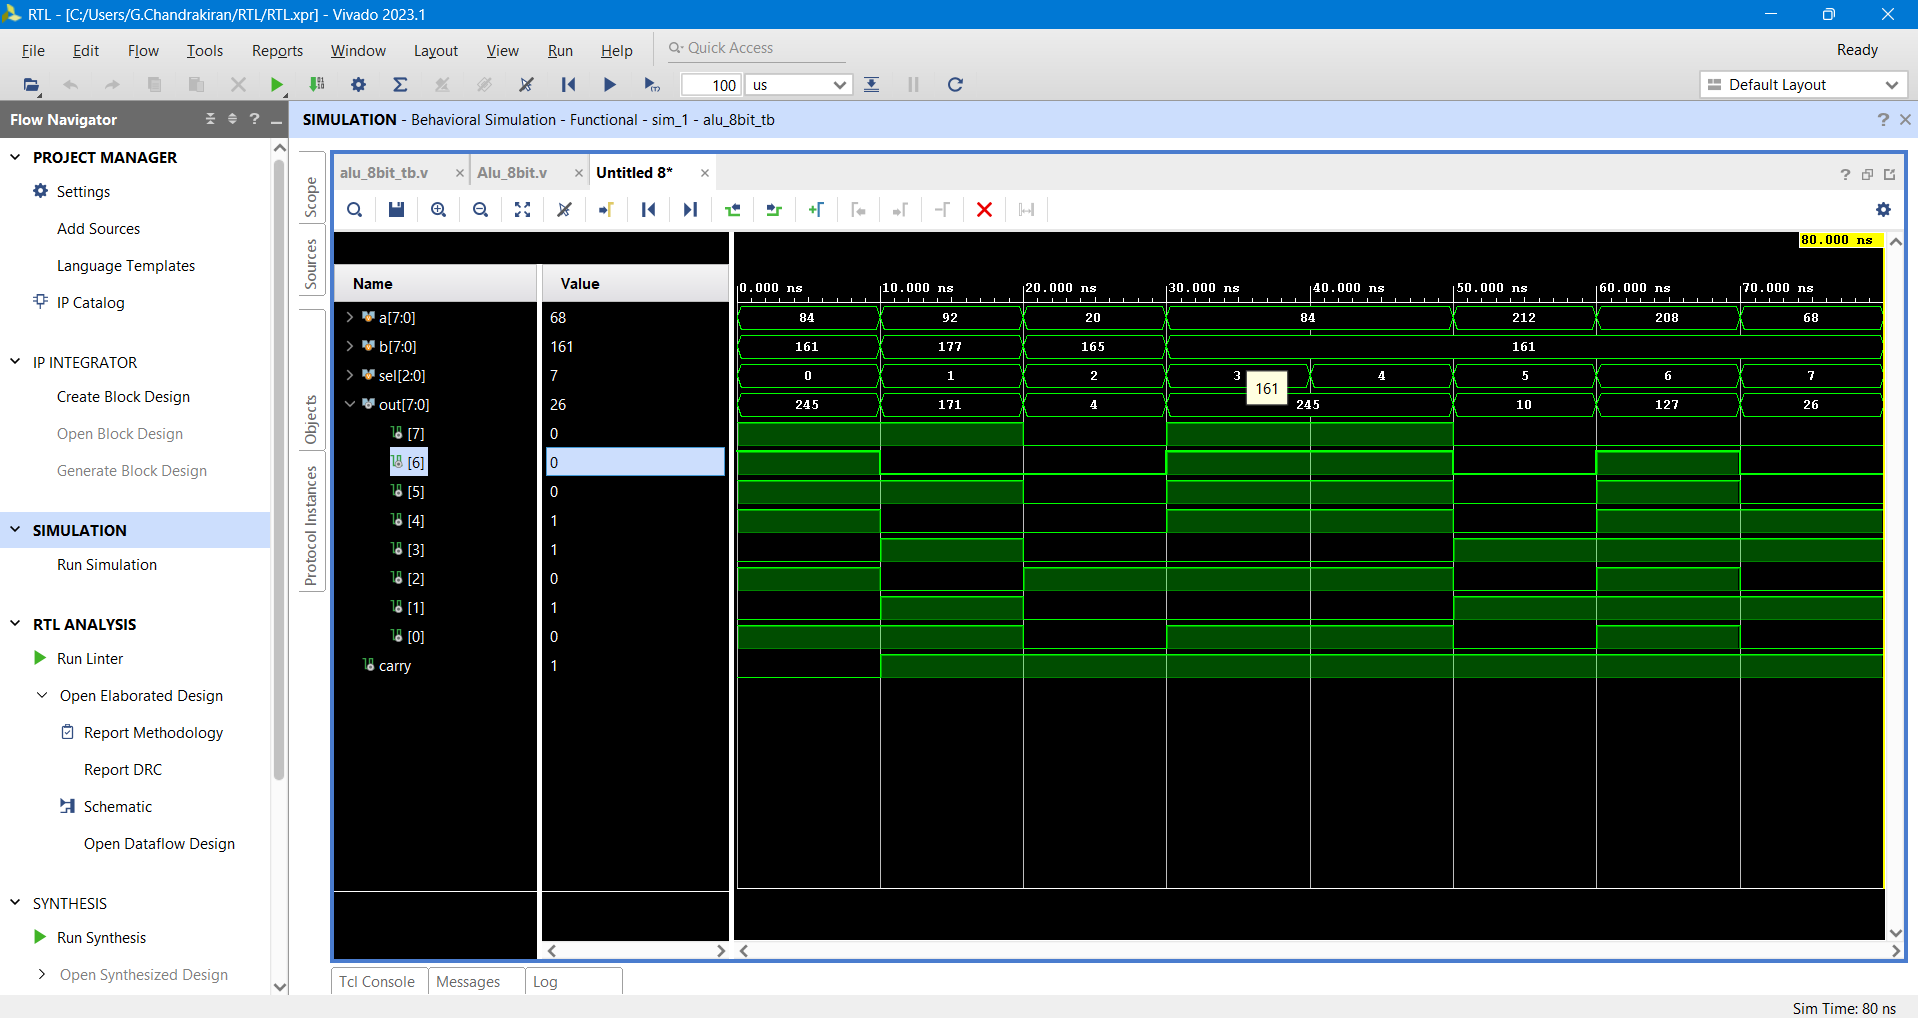 RTL - [C:/Users/G.Chandrakiran/RTL/RTL.xpr] - Vivado 2023.1
File Edit Flow Tools Reports Window Layout View Run Help Quick Access Ready
100 us Default Layout
Flow Navigator ? SIMULATION - Behavioral Simulation - Functional - sim_1 - alu_8bit_tb ?
PROJECT MANAGER
Settings
Add Sources
Language Templates
IP Catalog
IP INTEGRATOR
Create Block Design
Open Block Design
Generate Block Design
SIMULATION
Run Simulation
RTL ANALYSIS
Run Linter
Open Elaborated Design
Report Methodology
Report DRC
Schematic
Open Dataflow Design
SYNTHESIS
Run Synthesis
Open Synthesized Design
Scope
Sources
Objects
Protocol Instances
alu_8bit_tb.v Alu_8bit.v Untitled 8* ?
80.000 ns
Name Value 0.000 ns 10.000 ns 20.000 ns 30.000 ns 40.000 ns 50.000 ns 60.000 ns 70.000 ns
a[7:0] 68 84 92 20 84 212 208 68
b[7:0] 161 161 177 165 161
sel[2:0] 7 0 1 2 3 4 5 6 7
161
out[7:0] 26 245 171 4 245 10 127 26
[7] 0
[6] 0
[5] 0
[4] 1
[3] 1
[2] 0
[1] 1
[0] 0
carry 1
Tcl Console Messages Log
Sim Time: 80 ns